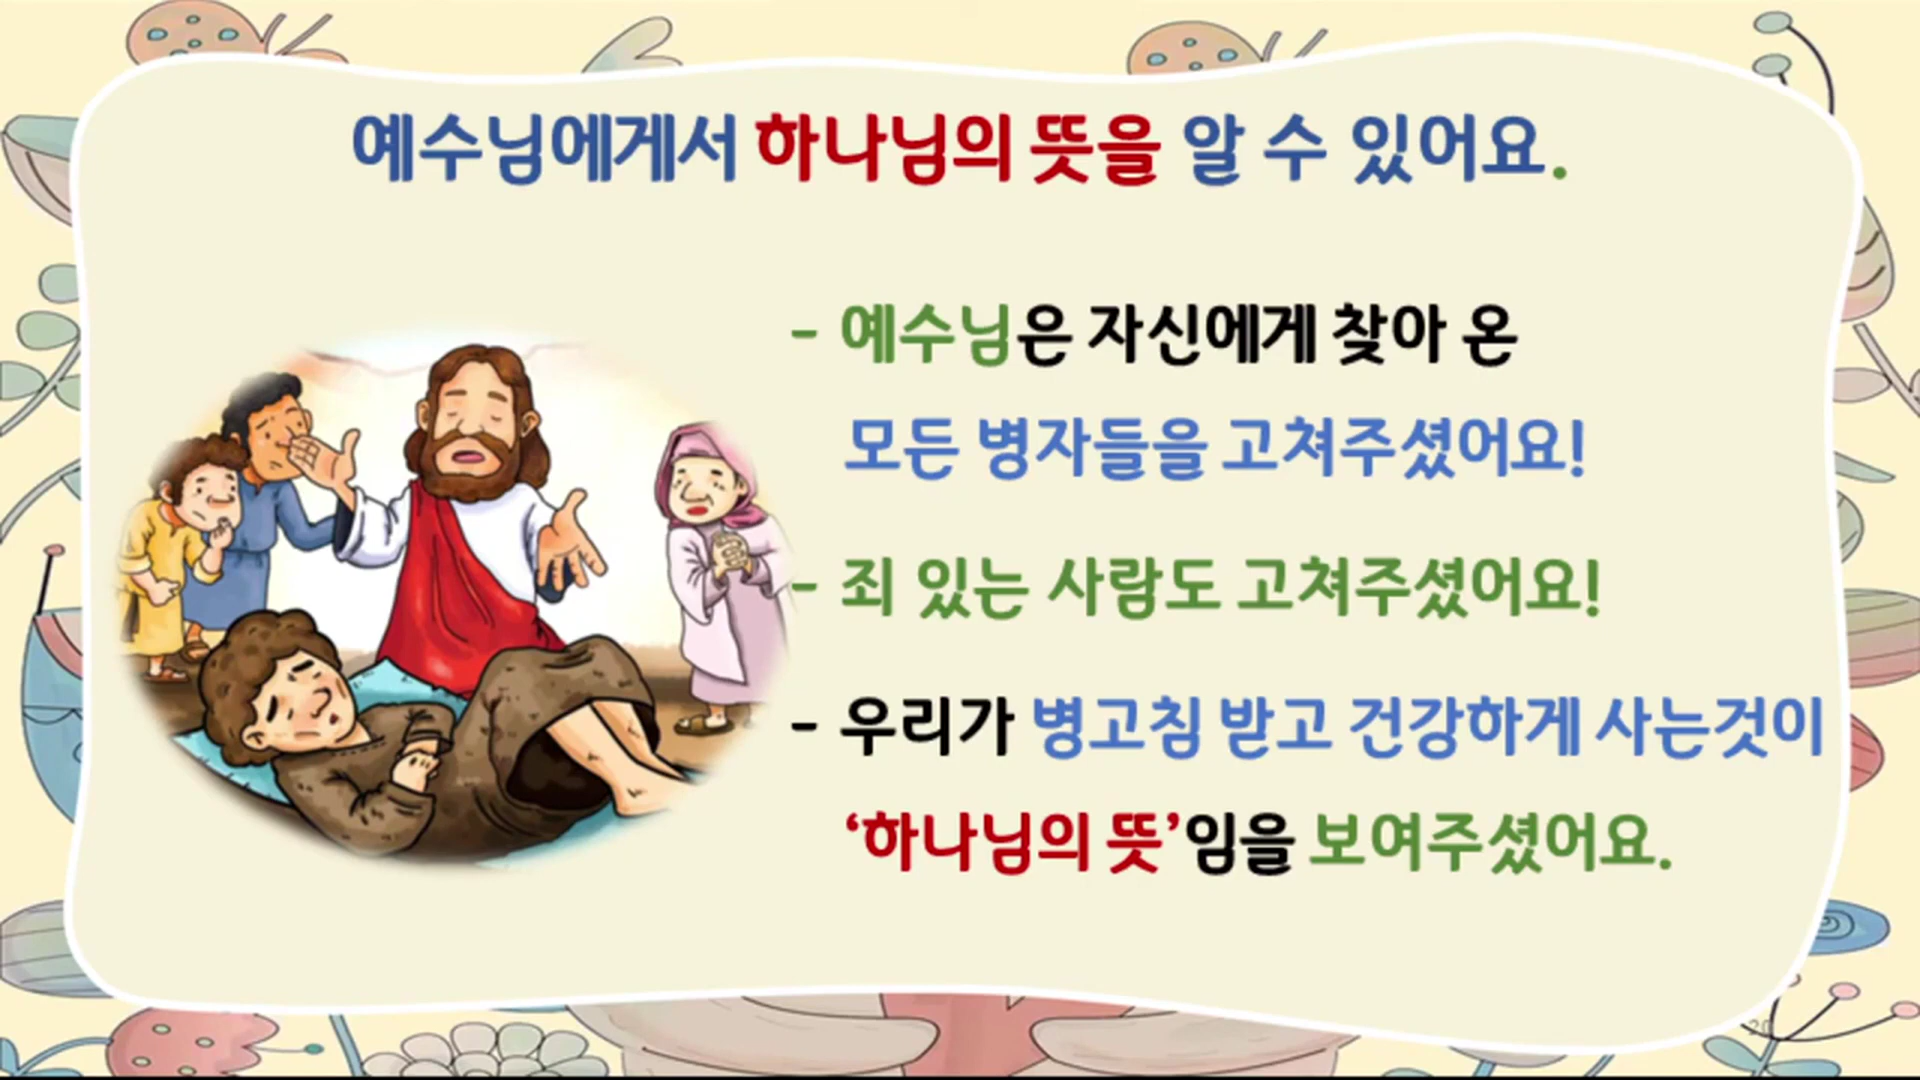 예수님에게서 하나님의 뜻을 알 수 있어요.
- 예수님은 자신에게 찾아 온
모든 병자들을 고쳐주셨어요!
- 죄 있는 사람도 고쳐주셨어요!
- 우리가 병고침 받고 건강하게 사는것이
‘하나님의 뜻’임을 보여주셨어요.
20